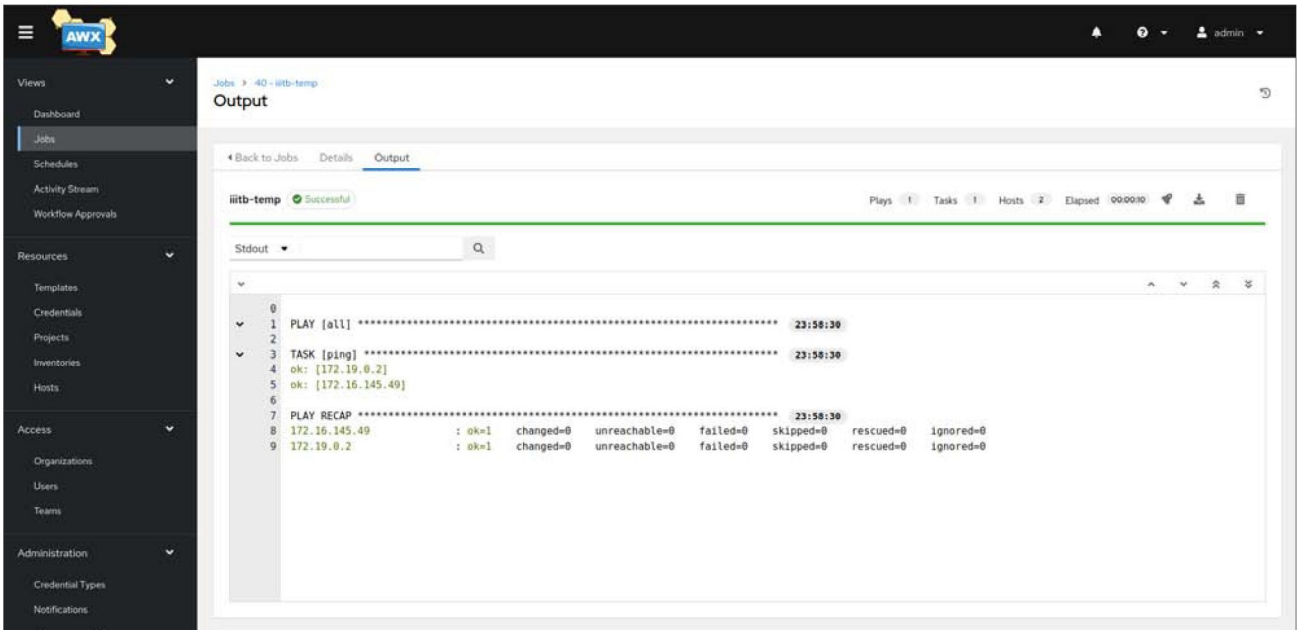 AWX
admin
Views
Dashboard
Jobs
Schedules
Activity Stream
Workflow Approvals
Resources
Templates
Credentials
Projects
Inventories
Hosts
Access
Organizations
Users
Teams
Administration
Credential Types
Notifications
Jobs > 40 - iiitb-temp
Output
Back to Jobs Details Output
iiitb-temp Successful Plays 1 Tasks 1 Hosts 2 Elapsed 00:00:10
Stdout
0
1 PLAY [all] ********************************************************************* 23:58:30
2
3 TASK [ping] ******************************************************************** 23:58:30
4 ok: [172.19.0.2]
5 ok: [172.16.145.49]
6
7 PLAY RECAP ********************************************************************* 23:58:30
8 172.16.145.49 : ok=1 changed=0 unreachable=0 failed=0 skipped=0 rescued=0 ignored=0
9 172.19.0.2 : ok=1 changed=0 unreachable=0 failed=0 skipped=0 rescued=0 ignored=0